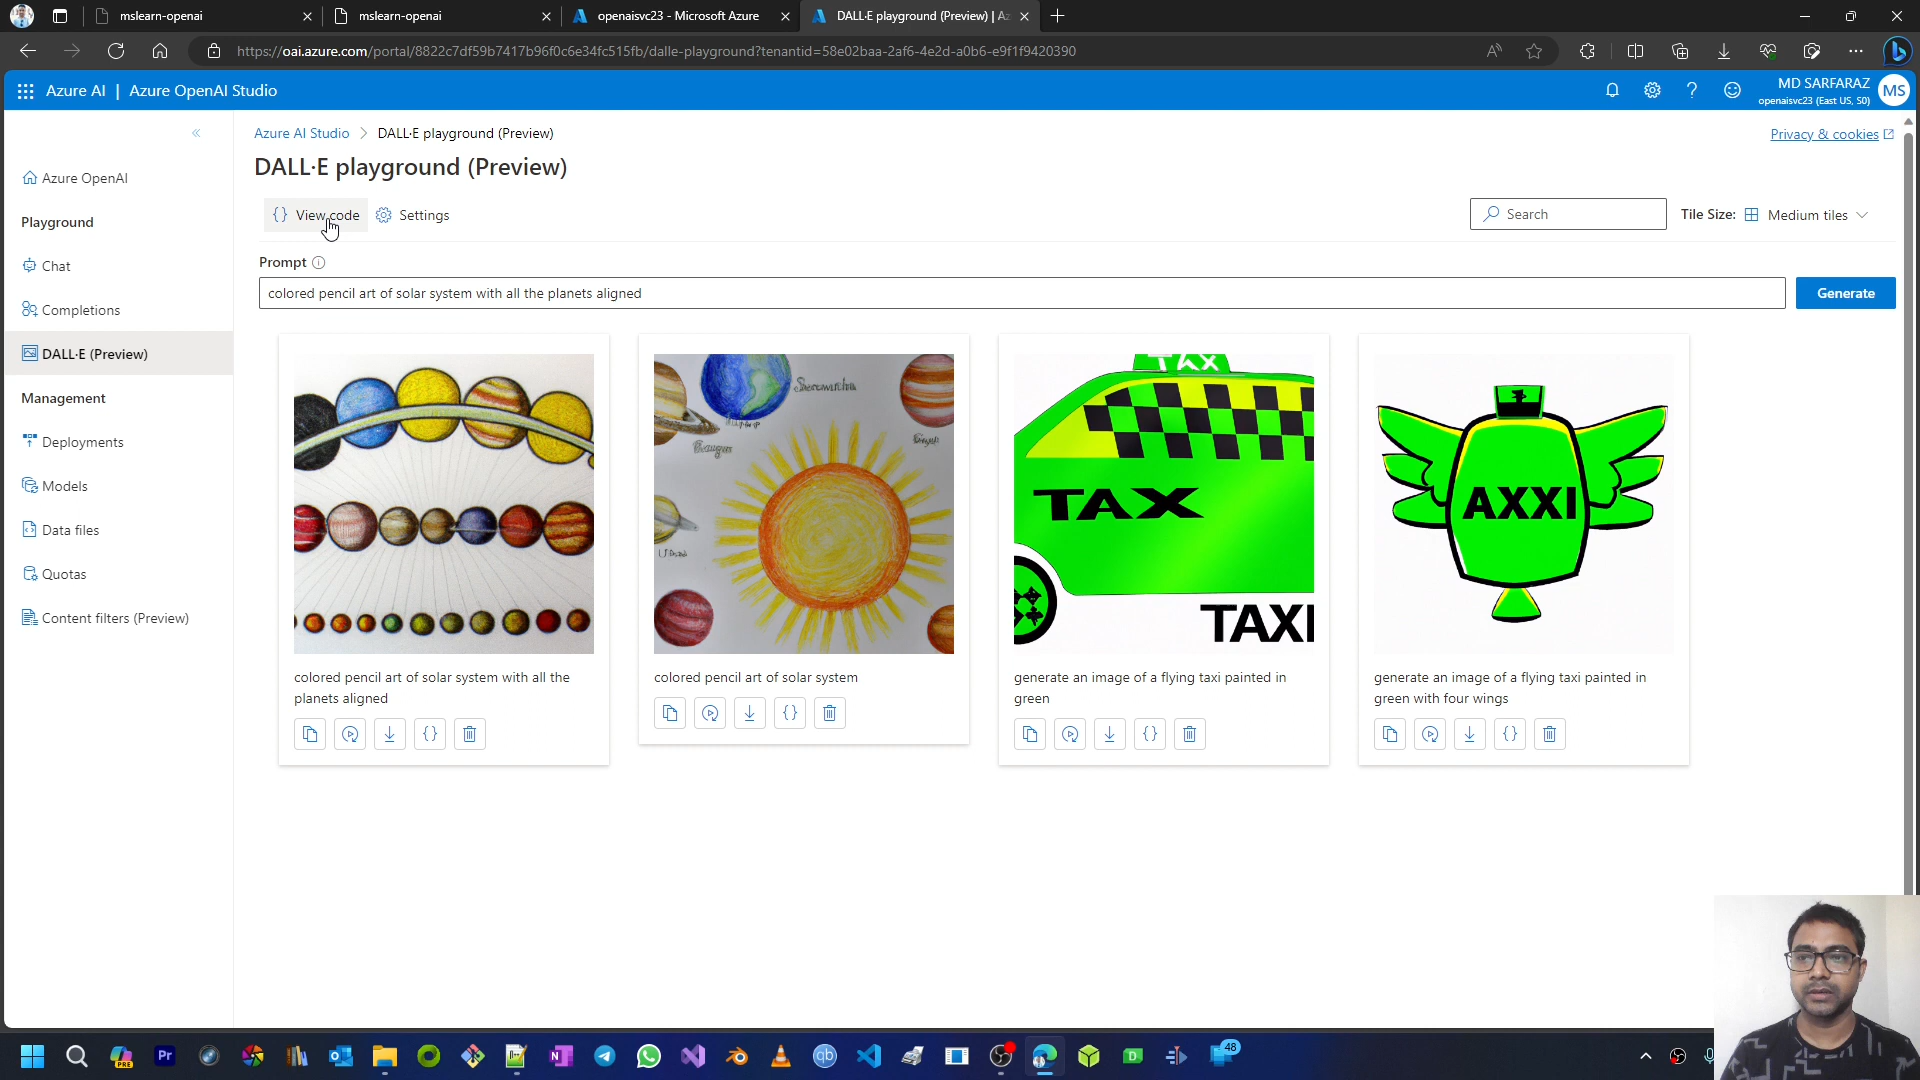 mslearn-openai
mslearn-openai
openaisvc23 - Microsoft Azure
DALL·E playground (Preview) | Az
https://oai.azure.com/portal/8822c7df59b7417b96f0c6e34fc515fb/dalle-playground?tenantid=58e02baa-2af6-4e2d-a0b6-e9f1f9420390
Azure AI | Azure OpenAI Studio
MD SARFARAZ
openaisvc23 (East US, S0)
MS
Azure AI Studio > DALL·E playground (Preview)
Privacy & cookies
DALL·E playground (Preview)
Azure OpenAI
Playground
Chat
Completions
DALL·E (Preview)
Management
Deployments
Models
Data files
Quotas
Content filters (Preview)
{} View code
Settings
Search
Tile Size:
Medium tiles
Prompt
colored pencil art of solar system with all the planets aligned
Generate
TAX
TAX
TAXI
AXXI
colored pencil art of solar system with all the
planets aligned
colored pencil art of solar system
generate an image of a flying taxi painted in
green
generate an image of a flying taxi painted in
green with four wings
PRE
Pr
N
qb
D
48